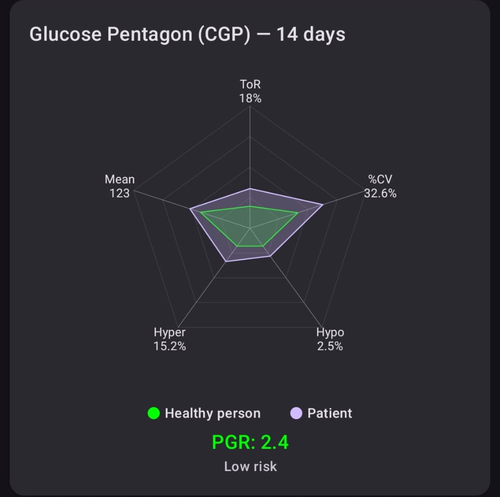 Glucose Pentagon (CGP) — 14 days
ToR
18%
Mean
123
%CV
32.6%
Hyper
15.2%
Hypo
2.5%
Healthy person
Patient
PGR: 2.4
Low risk